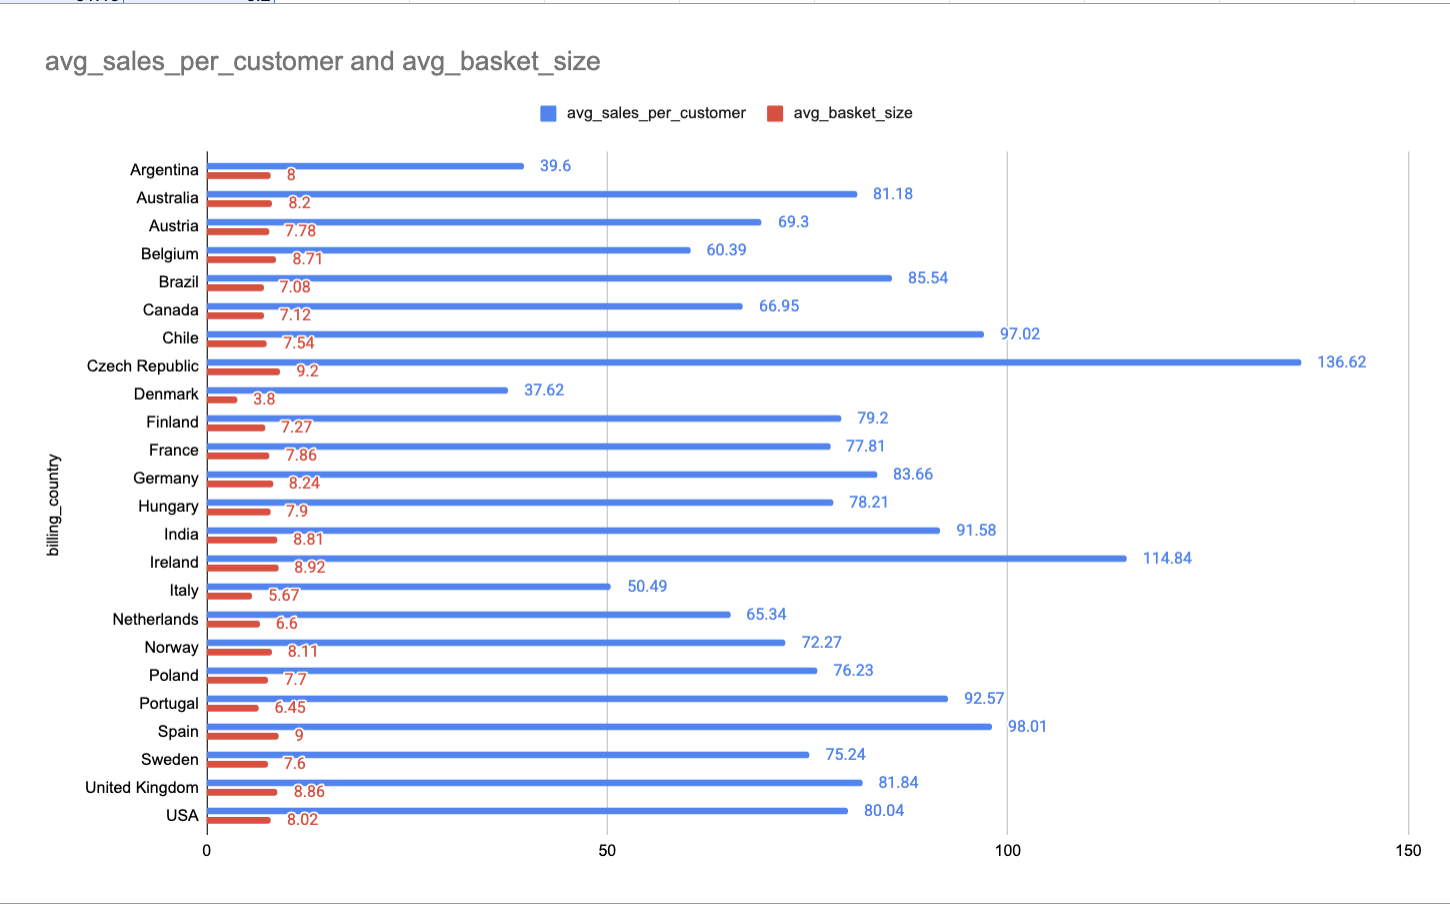 avg_sales_per_customer and avg_basket_size
avg_sales_per_customer avg_basket_size
billing_country
Argentina 39.6 8
Australia 81.18 8.2
Austria 69.3 7.78
Belgium 60.39 8.71
Brazil 85.54 7.08
Canada 66.95 7.12
Chile 97.02 7.54
Czech Republic 136.62 9.2
Denmark 37.62 3.8
Finland 79.2 7.27
France 77.81 7.86
Germany 83.66 8.24
Hungary 78.21 7.9
India 91.58 8.81
Ireland 114.84 8.92
Italy 50.49 5.67
Netherlands 65.34 6.6
Norway 72.27 8.11
Poland 76.23 7.7
Portugal 92.57 6.45
Spain 98.01 9
Sweden 75.24 7.6
United Kingdom 81.84 8.86
USA 80.04 8.02
0 50 100 150